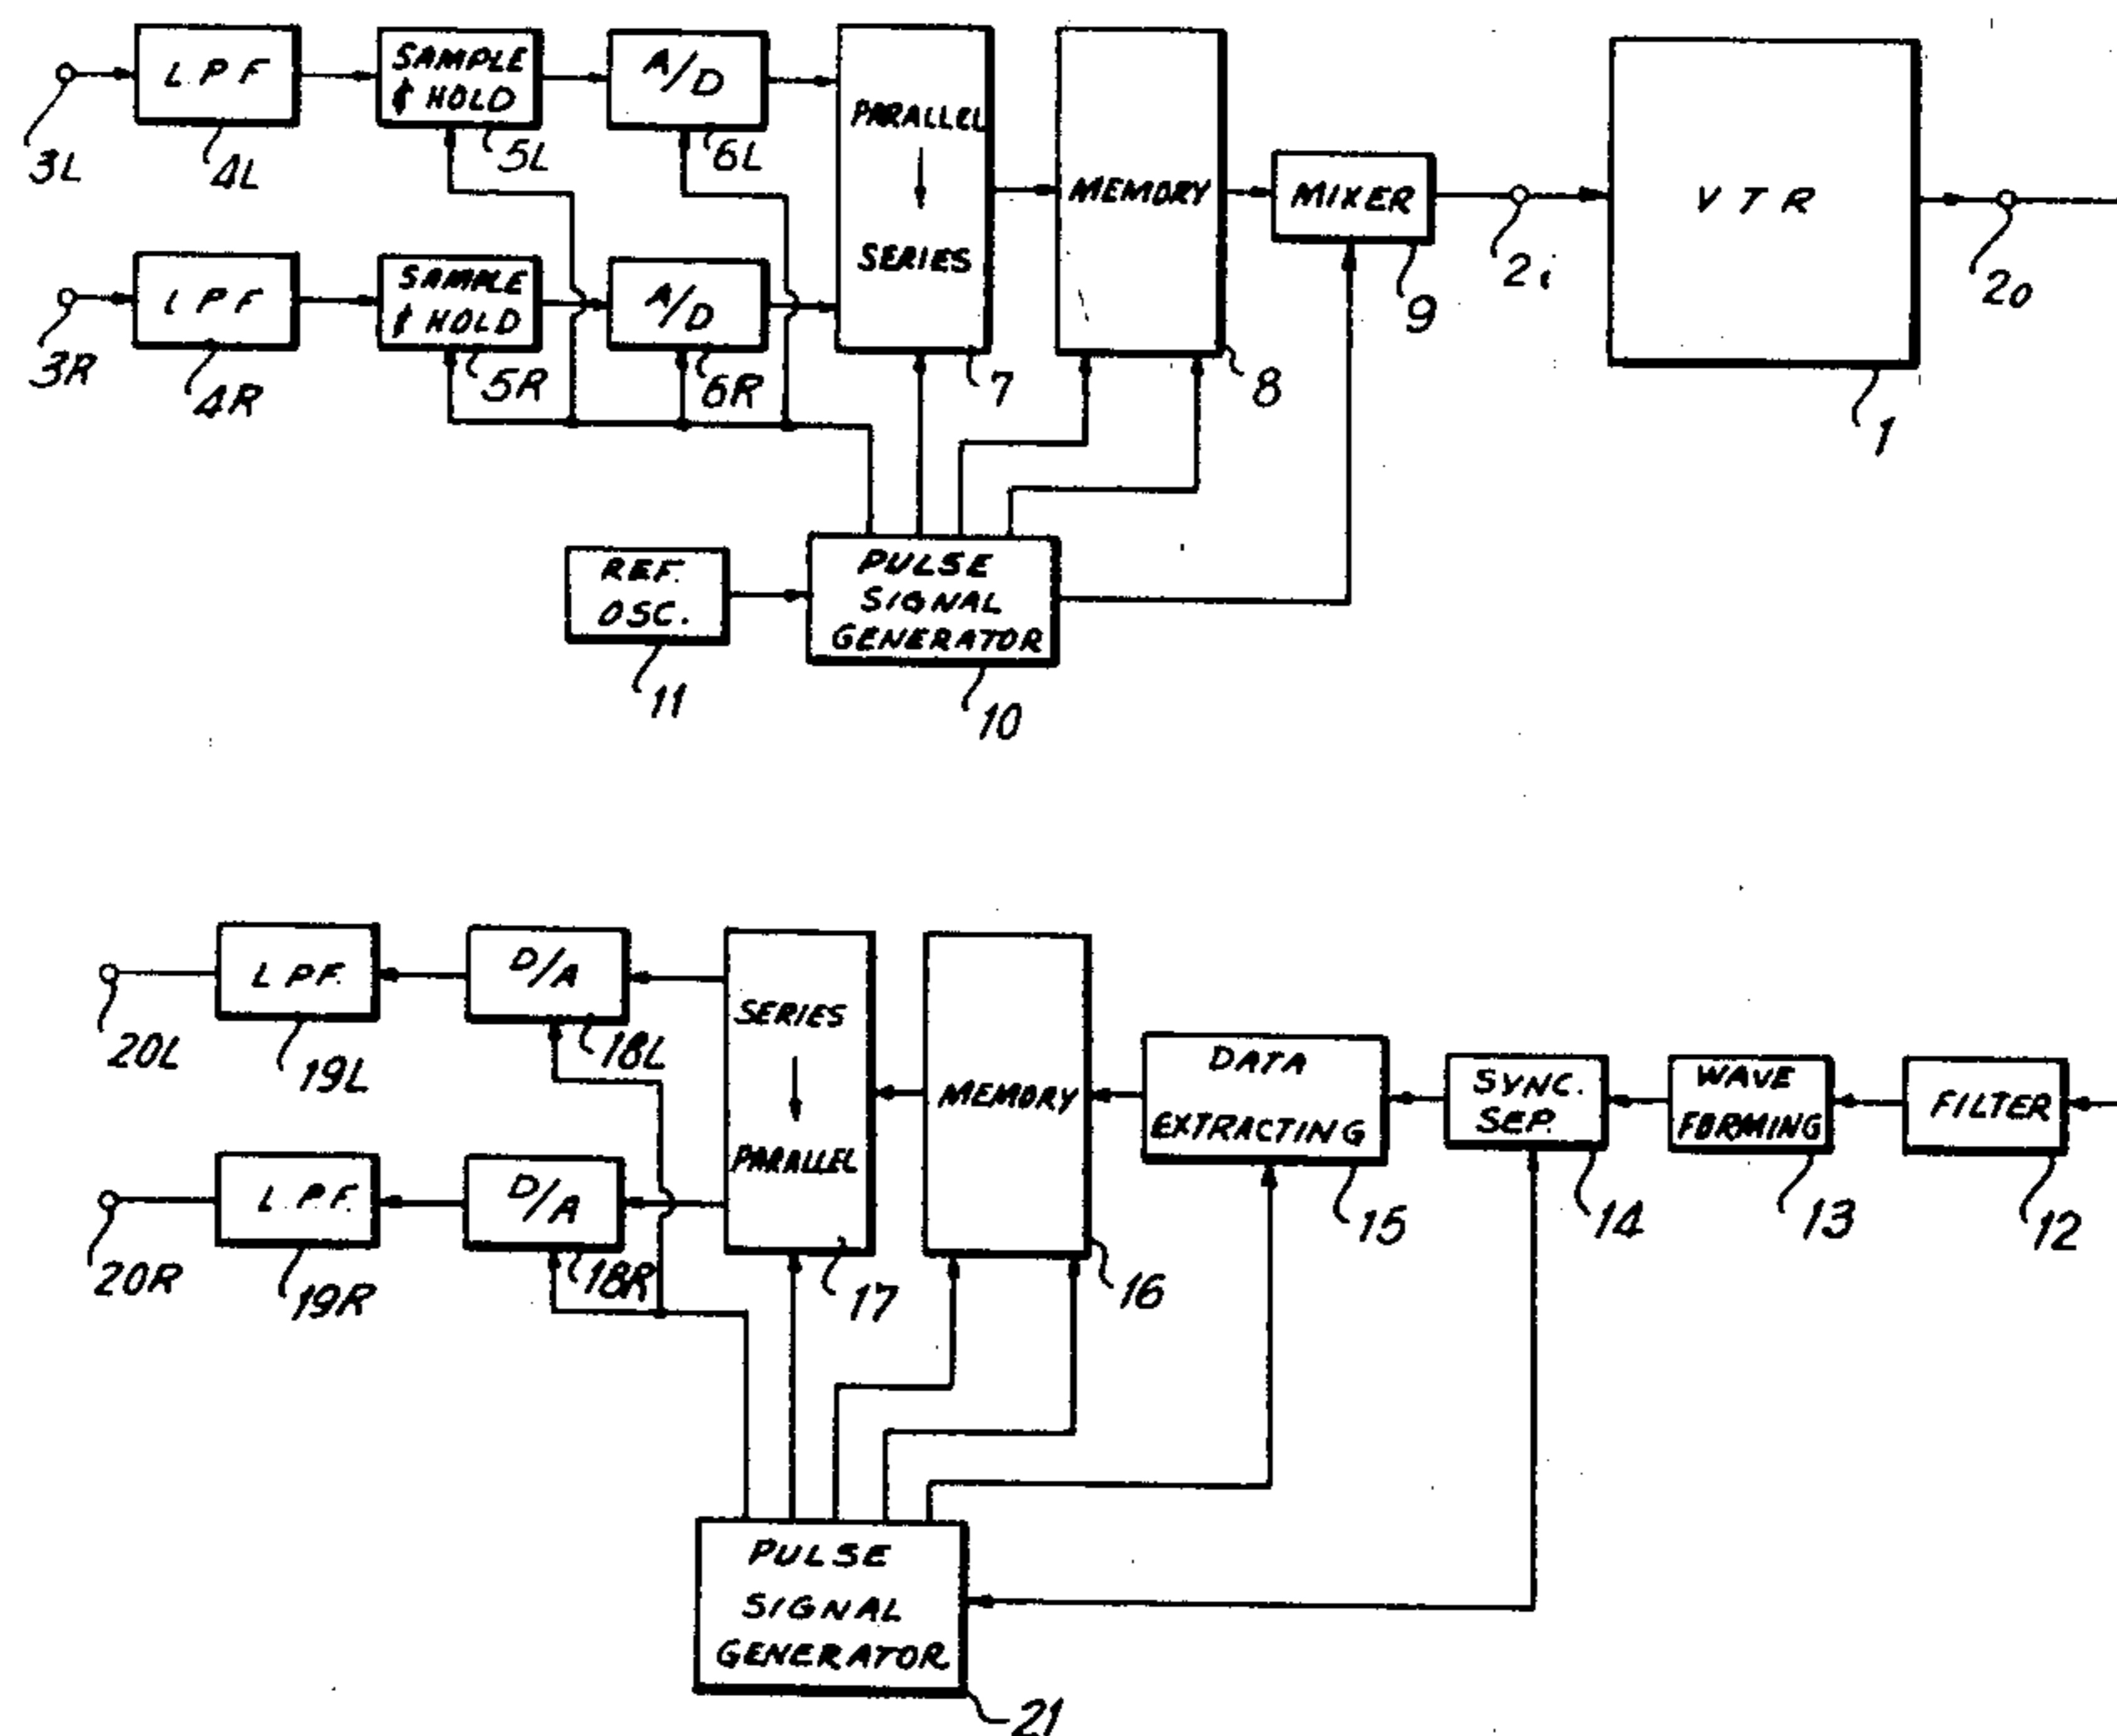 LPF
SAMPLE
& HOLD
A/D
PARALLEL
↓
SERIES
MEMORY
MIXER
VTR
3L
4L
5L
6L
2i
2o
LPF
SAMPLE
& HOLD
A/D
3R
4R
5R
6R
7
8
9
1
REF.
OSC.
PULSE
SIGNAL
GENERATOR
11
10
LPF.
D/A
SERIES
↓
PARALLEL
MEMORY
DATA
EXTRACTING
SYNC.
SEP.
WAVE
FORMING
FILTER
20L
19L
18L
L.P.F.
D/A
20R
19R
18R
17
16
15
14
13
12
PULSE
SIGNAL
GENERATOR
21